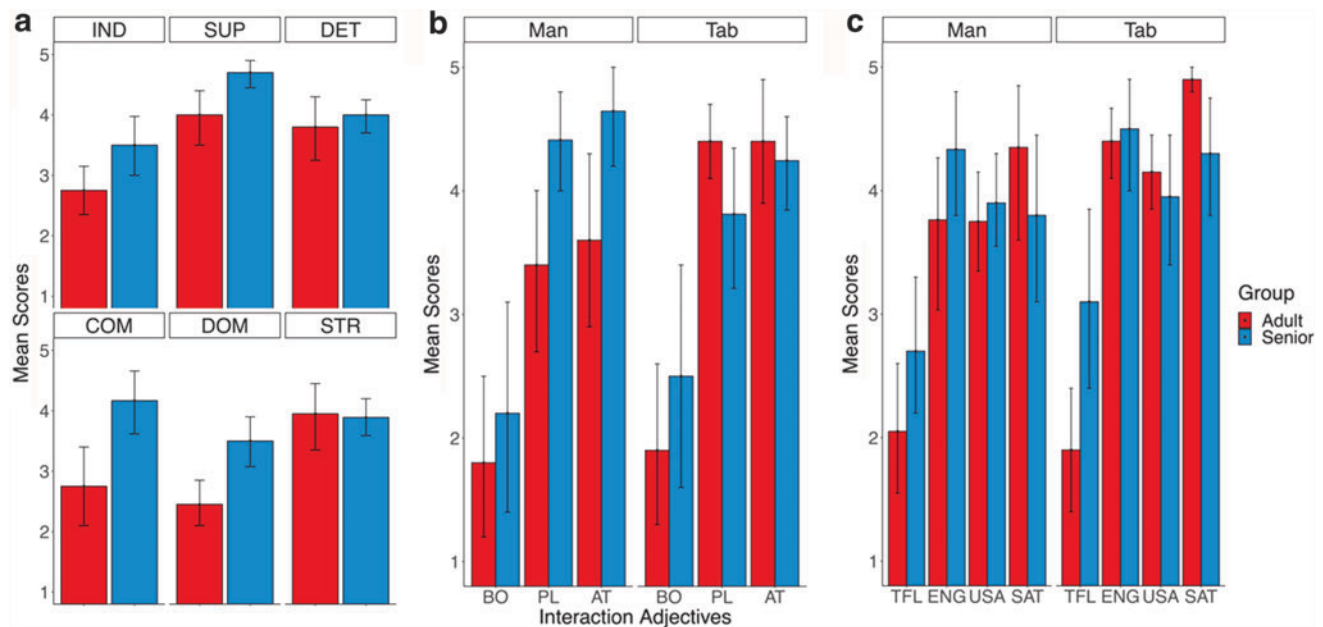 a
IND SUP DET
5
4
3
2
1
COM DOM STR
5
4
3
2
1
Mean Scores
b
Man Tab
5
4
3
2
1
Mean Scores
BO PL AT BO PL AT
Interaction Adjectives
c
Man Tab
5
4
3
2
1
Mean Scores
TFL ENG USA SAT TFL ENG USA SAT
Group
Adult
Senior